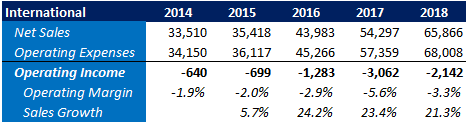 International 2014 2015 2016 2017 2018
Net Sales 33,510 35,418 43,983 54,297 65,866
Operating Expenses 34,150 36,117 45,266 57,359 68,008
Operating Income -640 -699 -1,283 -3,062 -2,142
Operating Margin -1.9% -2.0% -2.9% -5.6% -3.3%
Sales Growth 5.7% 24.2% 23.4% 21.3%